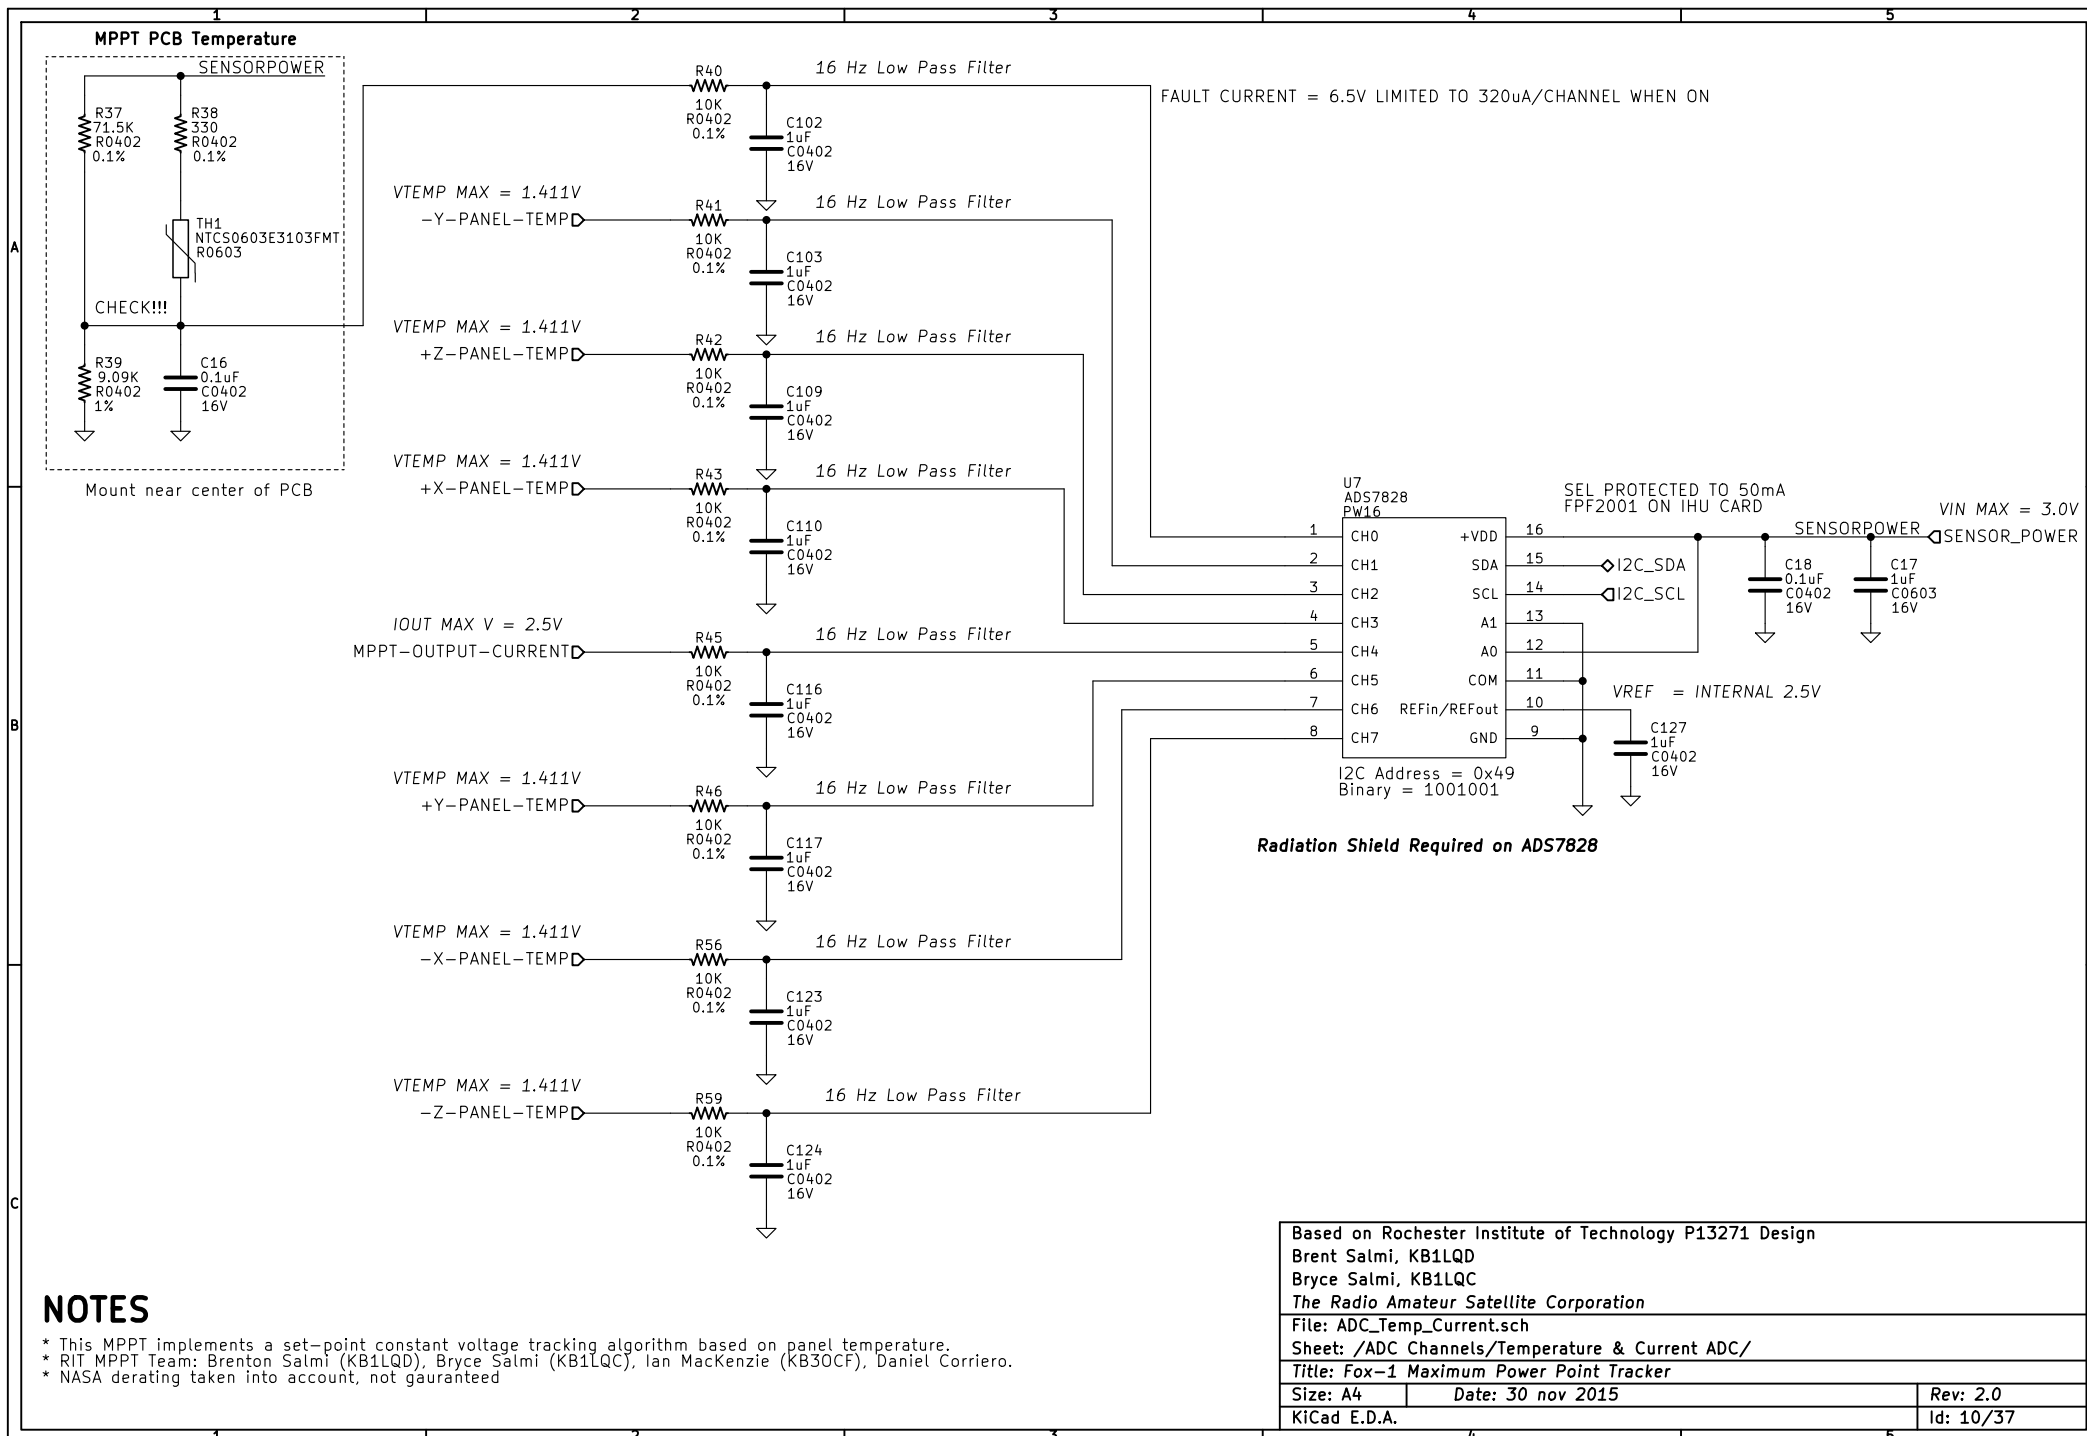 1 2 3 4 5
MPPT PCB Temperature
SENSORPOWER
R37
71.5K
R0402
0.1%
R38
330
R0402
0.1%
TH1
NTCS0603E3103FMT
R0603
CHECK!!!
R39
9.09K
R0402
1%
C16
0.1uF
C0402
16V
Mount near center of PCB
R40
10K
R0402
0.1%
16 Hz Low Pass Filter
C102
1uF
C0402
16V
FAULT CURRENT = 6.5V LIMITED TO 320uA/CHANNEL WHEN ON
VTEMP MAX = 1.411V
-Y-PANEL-TEMP
R41
10K
R0402
0.1%
16 Hz Low Pass Filter
C103
1uF
C0402
16V
VTEMP MAX = 1.411V
+Z-PANEL-TEMP
R42
10K
R0402
0.1%
16 Hz Low Pass Filter
C109
1uF
C0402
16V
VTEMP MAX = 1.411V
+X-PANEL-TEMP
R43
10K
R0402
0.1%
16 Hz Low Pass Filter
C110
1uF
C0402
16V
IOUT MAX V = 2.5V
MPPT-OUTPUT-CURRENT
R45
10K
R0402
0.1%
16 Hz Low Pass Filter
C116
1uF
C0402
16V
VTEMP MAX = 1.411V
+Y-PANEL-TEMP
R46
10K
R0402
0.1%
16 Hz Low Pass Filter
C117
1uF
C0402
16V
VTEMP MAX = 1.411V
-X-PANEL-TEMP
R56
10K
R0402
0.1%
16 Hz Low Pass Filter
C123
1uF
C0402
16V
VTEMP MAX = 1.411V
-Z-PANEL-TEMP
R59
10K
R0402
0.1%
16 Hz Low Pass Filter
C124
1uF
C0402
16V
U7
ADS7828
PW16
1 CH0 +VDD 16
2 CH1 SDA 15
3 CH2 SCL 14
4 CH3 A1 13
5 CH4 A0 12
6 CH5 COM 11
7 CH6 REFin/REFout 10
8 CH7 GND 9
I2C Address = 0x49
Binary = 1001001
Radiation Shield Required on ADS7828
SEL PROTECTED TO 50mA
FPF2001 ON IHU CARD
SENSORPOWER
VIN MAX = 3.0V
SENSOR_POWER
I2C_SDA
I2C_SCL
C18
0.1uF
C0402
16V
C17
1uF
C0603
16V
VREF = INTERNAL 2.5V
C127
1uF
C0402
16V
A
B
C
NOTES
* This MPPT implements a set-point constant voltage tracking algorithm based on panel temperature.
* RIT MPPT Team: Brenton Salmi (KB1LQD), Bryce Salmi (KB1LQC), Ian MacKenzie (KB3OCF), Daniel Corriero.
* NASA derating taken into account, not gauranteed
Based on Rochester Institute of Technology P13271 Design
Brent Salmi, KB1LQD
Bryce Salmi, KB1LQC
The Radio Amateur Satellite Corporation
File: ADC_Temp_Current.sch
Sheet: /ADC Channels/Temperature & Current ADC/
Title: Fox-1 Maximum Power Point Tracker
Size: A4 Date: 30 nov 2015 Rev: 2.0
KiCad E.D.A. Id: 10/37
1 2 3 4 5